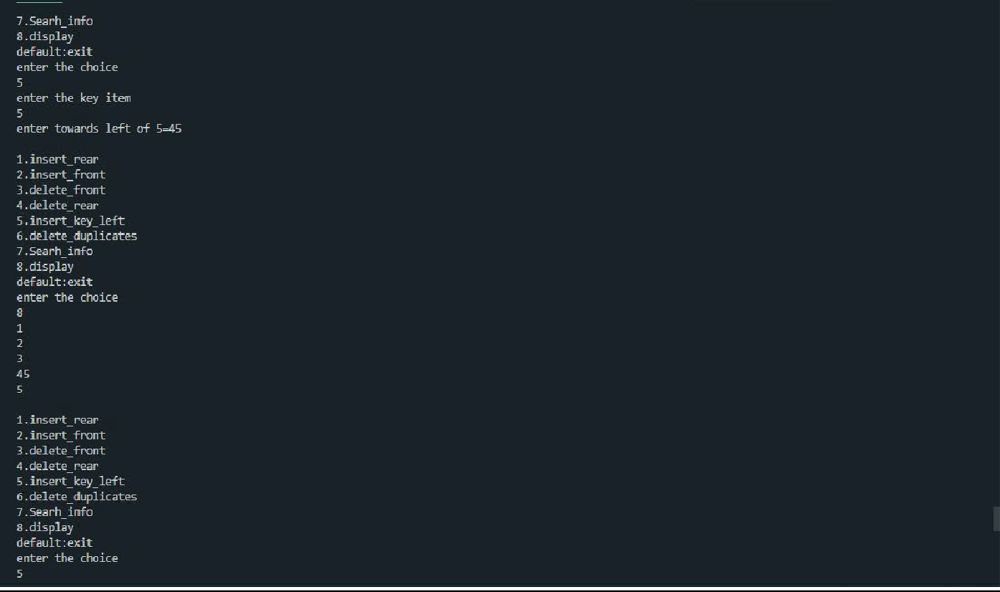 7.Searh_info
8.display
default:exit
enter the choice
5
enter the key item
5
enter towards left of 5=45
1.insert_rear
2.insert_front
3.delete_front
4.delete_rear
5.insert_key_left
6.delete_duplicates
7.Searh_info
8.display
default:exit
enter the choice
8
1
2
3
45
5
1.insert_rear
2.insert_front
3.delete_front
4.delete_rear
5.insert_key_left
6.delete_duplicates
7.Searh_info
8.display
default:exit
enter the choice
5